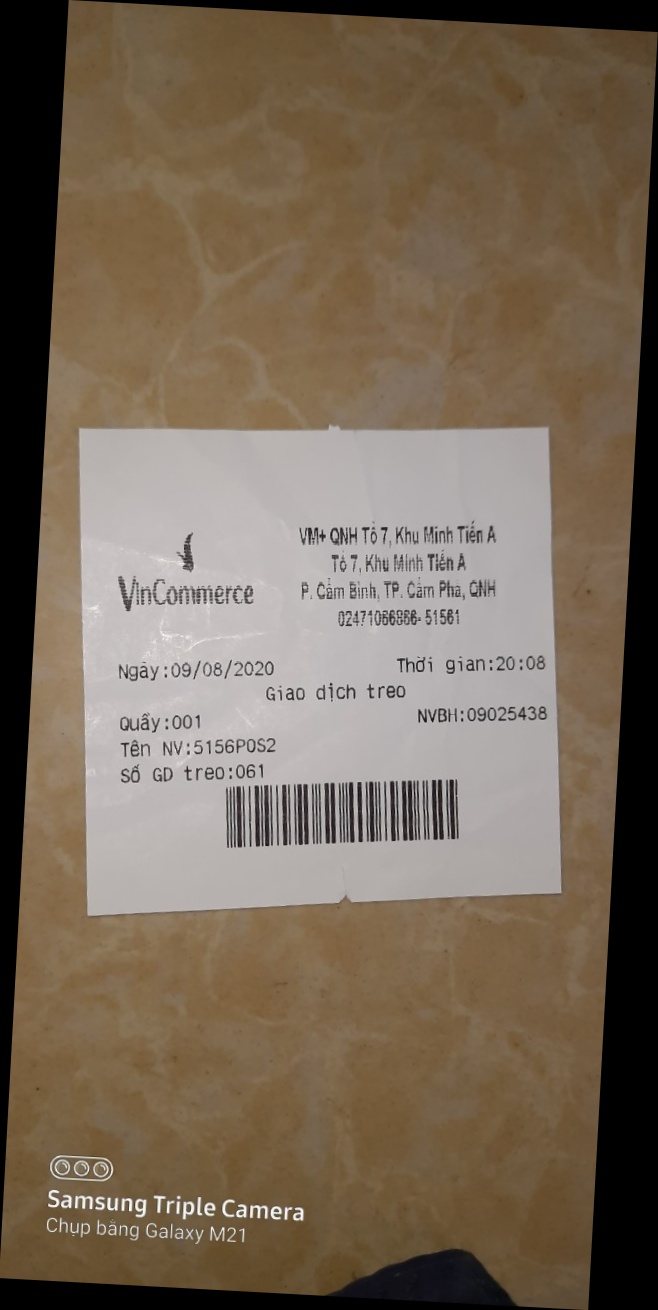 VinCommerce
VM+ QNH Tổ 7, Khu Minh Tiến A
Tổ 7, Khu Minh Tiến A
P. Cẩm Bình, TP. Cẩm Phả, QNH
02471066866- 51561
Ngày:09/08/2020 Thời gian:20:08
Giao dịch treo
Quầy:001 NVBH:09025438
Tên NV:5156POS2
Số GD treo:061
Samsung Triple Camera
Chụp bằng Galaxy M21